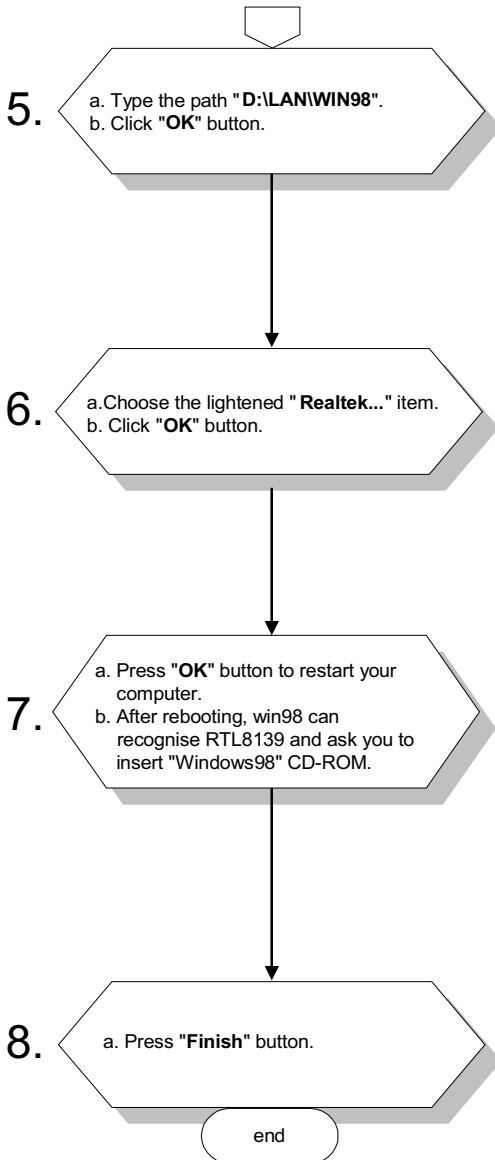 5.
a. Type the path "D:\LAN\WIN98".
b. Click "OK" button.
6.
a.Choose the lightened "Realtek..." item.
b. Click "OK" button.
7.
a. Press "OK" button to restart your
computer.
b. After rebooting, win98 can
recognise RTL8139 and ask you to
insert "Windows98" CD-ROM.
8.
a. Press "Finish" button.
end